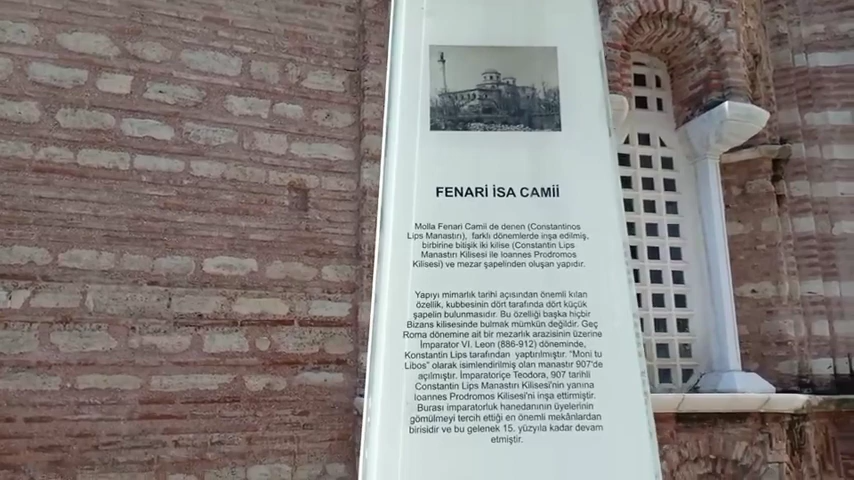 FENARİ İSA CAMİİ
Molla Fenari Camii de denen (Constantinos
Lips Manastırı), farklı dönemlerde inşa edilmiş,
birbirine bitişik iki kilise (Constantin Lips
Manastırı Kilisesi ile Ioannes Prodromos
Kilisesi) ve mezar şapelinden oluşan yapıdır.
Yapıyı mimarlık tarihi açısından önemli kılan
özellik, kubbesinin dört tarafında dört küçük
şapelin bulunmasıdır. Bu özelliği başka hiçbir
Bizans kilisesinde bulmak mümkün değildir. Geç
Roma dönemine ait bir mezarlık arazisinin üzerine
İmparator VI. Leon (886-912) döneminde,
Konstantin Lips tarafından yaptırılmıştır. "Moni tu
Libos" olarak isimlendirilmiş olan manastır 907'de
açılmıştır. İmparatoriçe Teodora, 907 tarihli
Constantin Lips Manastırı Kilisesi'nin yanına
Ioannes Prodromos Kilisesi'ni inşa ettirmiştir.
Burası imparatorluk hanedanının üyelerinin
gömülmeyi tercih ettiği en önemli mekânlardan
birisidir ve bu gelenek 15. yüzyıla kadar devam
etmiştir.